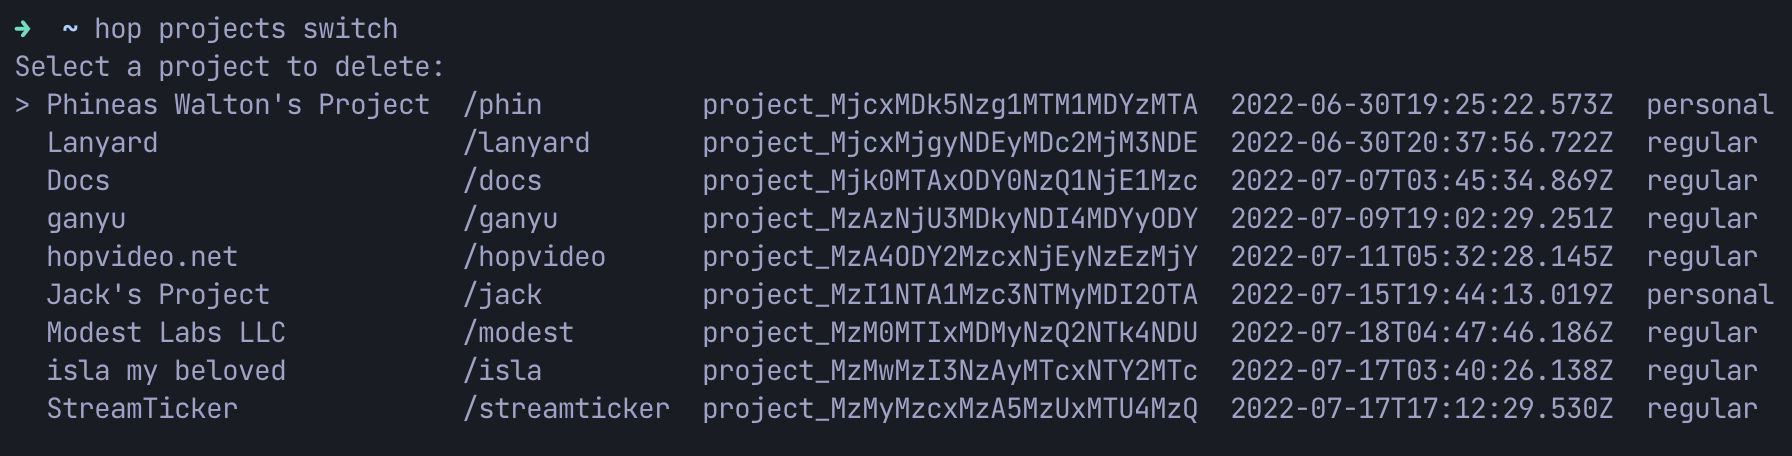 ➜  ~ hop projects switch
Select a project to delete:
> Phineas Walton's Project  /phin          project_MjcxMDk5Nzg1MTM1MDYzMTA  2022-06-30T19:25:22.573Z  personal
  Lanyard                   /lanyard       project_MjcxMjgyNDEyMDc2MjM3NDE  2022-06-30T20:37:56.722Z  regular
  Docs                      /docs          project_Mjk0MTAxODY0NzQ1NjE1Mzc  2022-07-07T03:45:34.869Z  regular
  ganyu                     /ganyu         project_MzAzNjU3MDkyNDI4MDYyODY  2022-07-09T19:02:29.251Z  regular
  hopvideo.net              /hopvideo      project_MzA4ODY2MzcxNjEyNzEzMjY  2022-07-11T05:32:28.145Z  regular
  Jack's Project            /jack          project_MzI1NTA1Mzc3NTMyMDI2OTA  2022-07-15T19:44:13.019Z  personal
  Modest Labs LLC           /modest        project_MzM0MTIxMDMyNzQ2NTk4NDU  2022-07-18T04:47:46.186Z  regular
  isla my beloved           /isla          project_MzMwMzI3NzAyMTcxNTY2MTc  2022-07-17T03:40:26.138Z  regular
  StreamTicker              /streamticker  project_MzMyMzcxMzA5MzUxMTU4MzQ  2022-07-17T17:12:29.530Z  regular